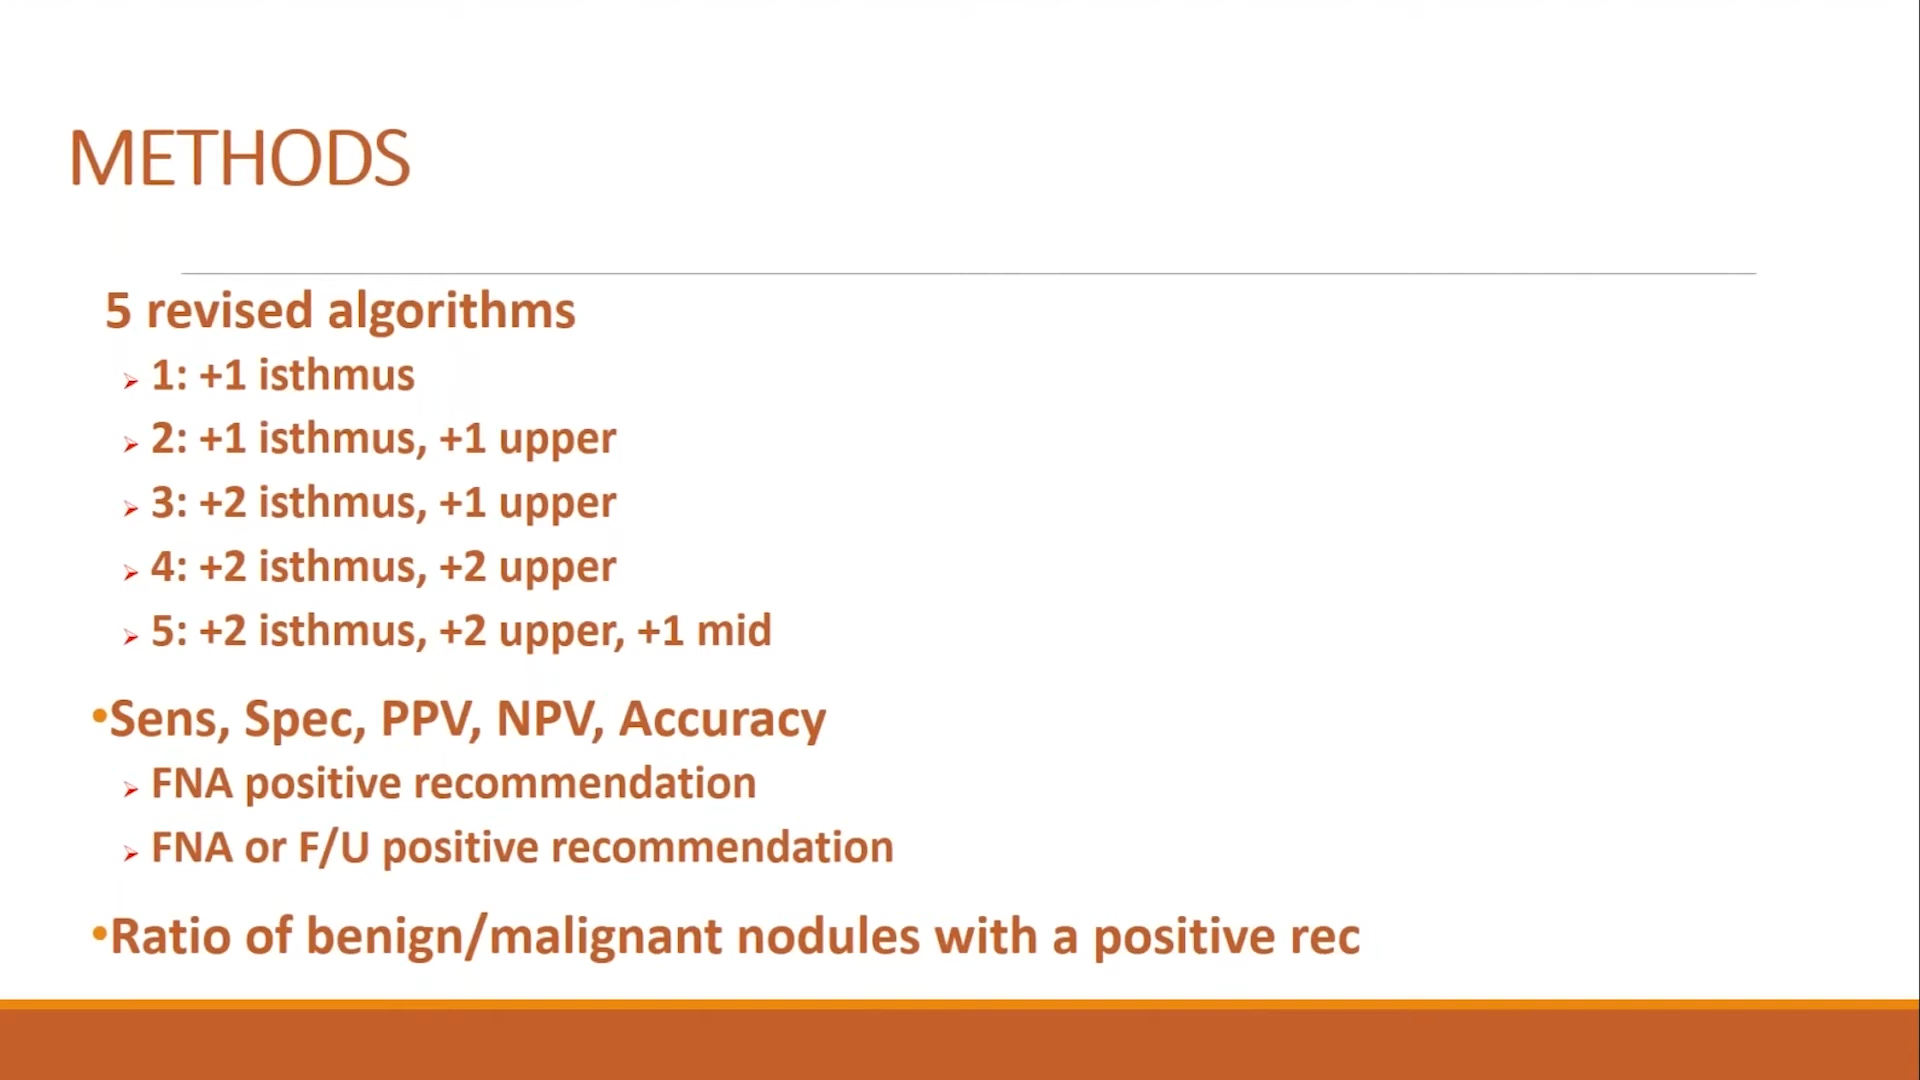 METHODS
5 revised algorithms
➢ 1: +1 isthmus
➢ 2: +1 isthmus, +1 upper
➢ 3: +2 isthmus, +1 upper
➢ 4: +2 isthmus, +2 upper
➢ 5: +2 isthmus, +2 upper, +1 mid
•Sens, Spec, PPV, NPV, Accuracy
➢ FNA positive recommendation
➢ FNA or F/U positive recommendation
•Ratio of benign/malignant nodules with a positive rec